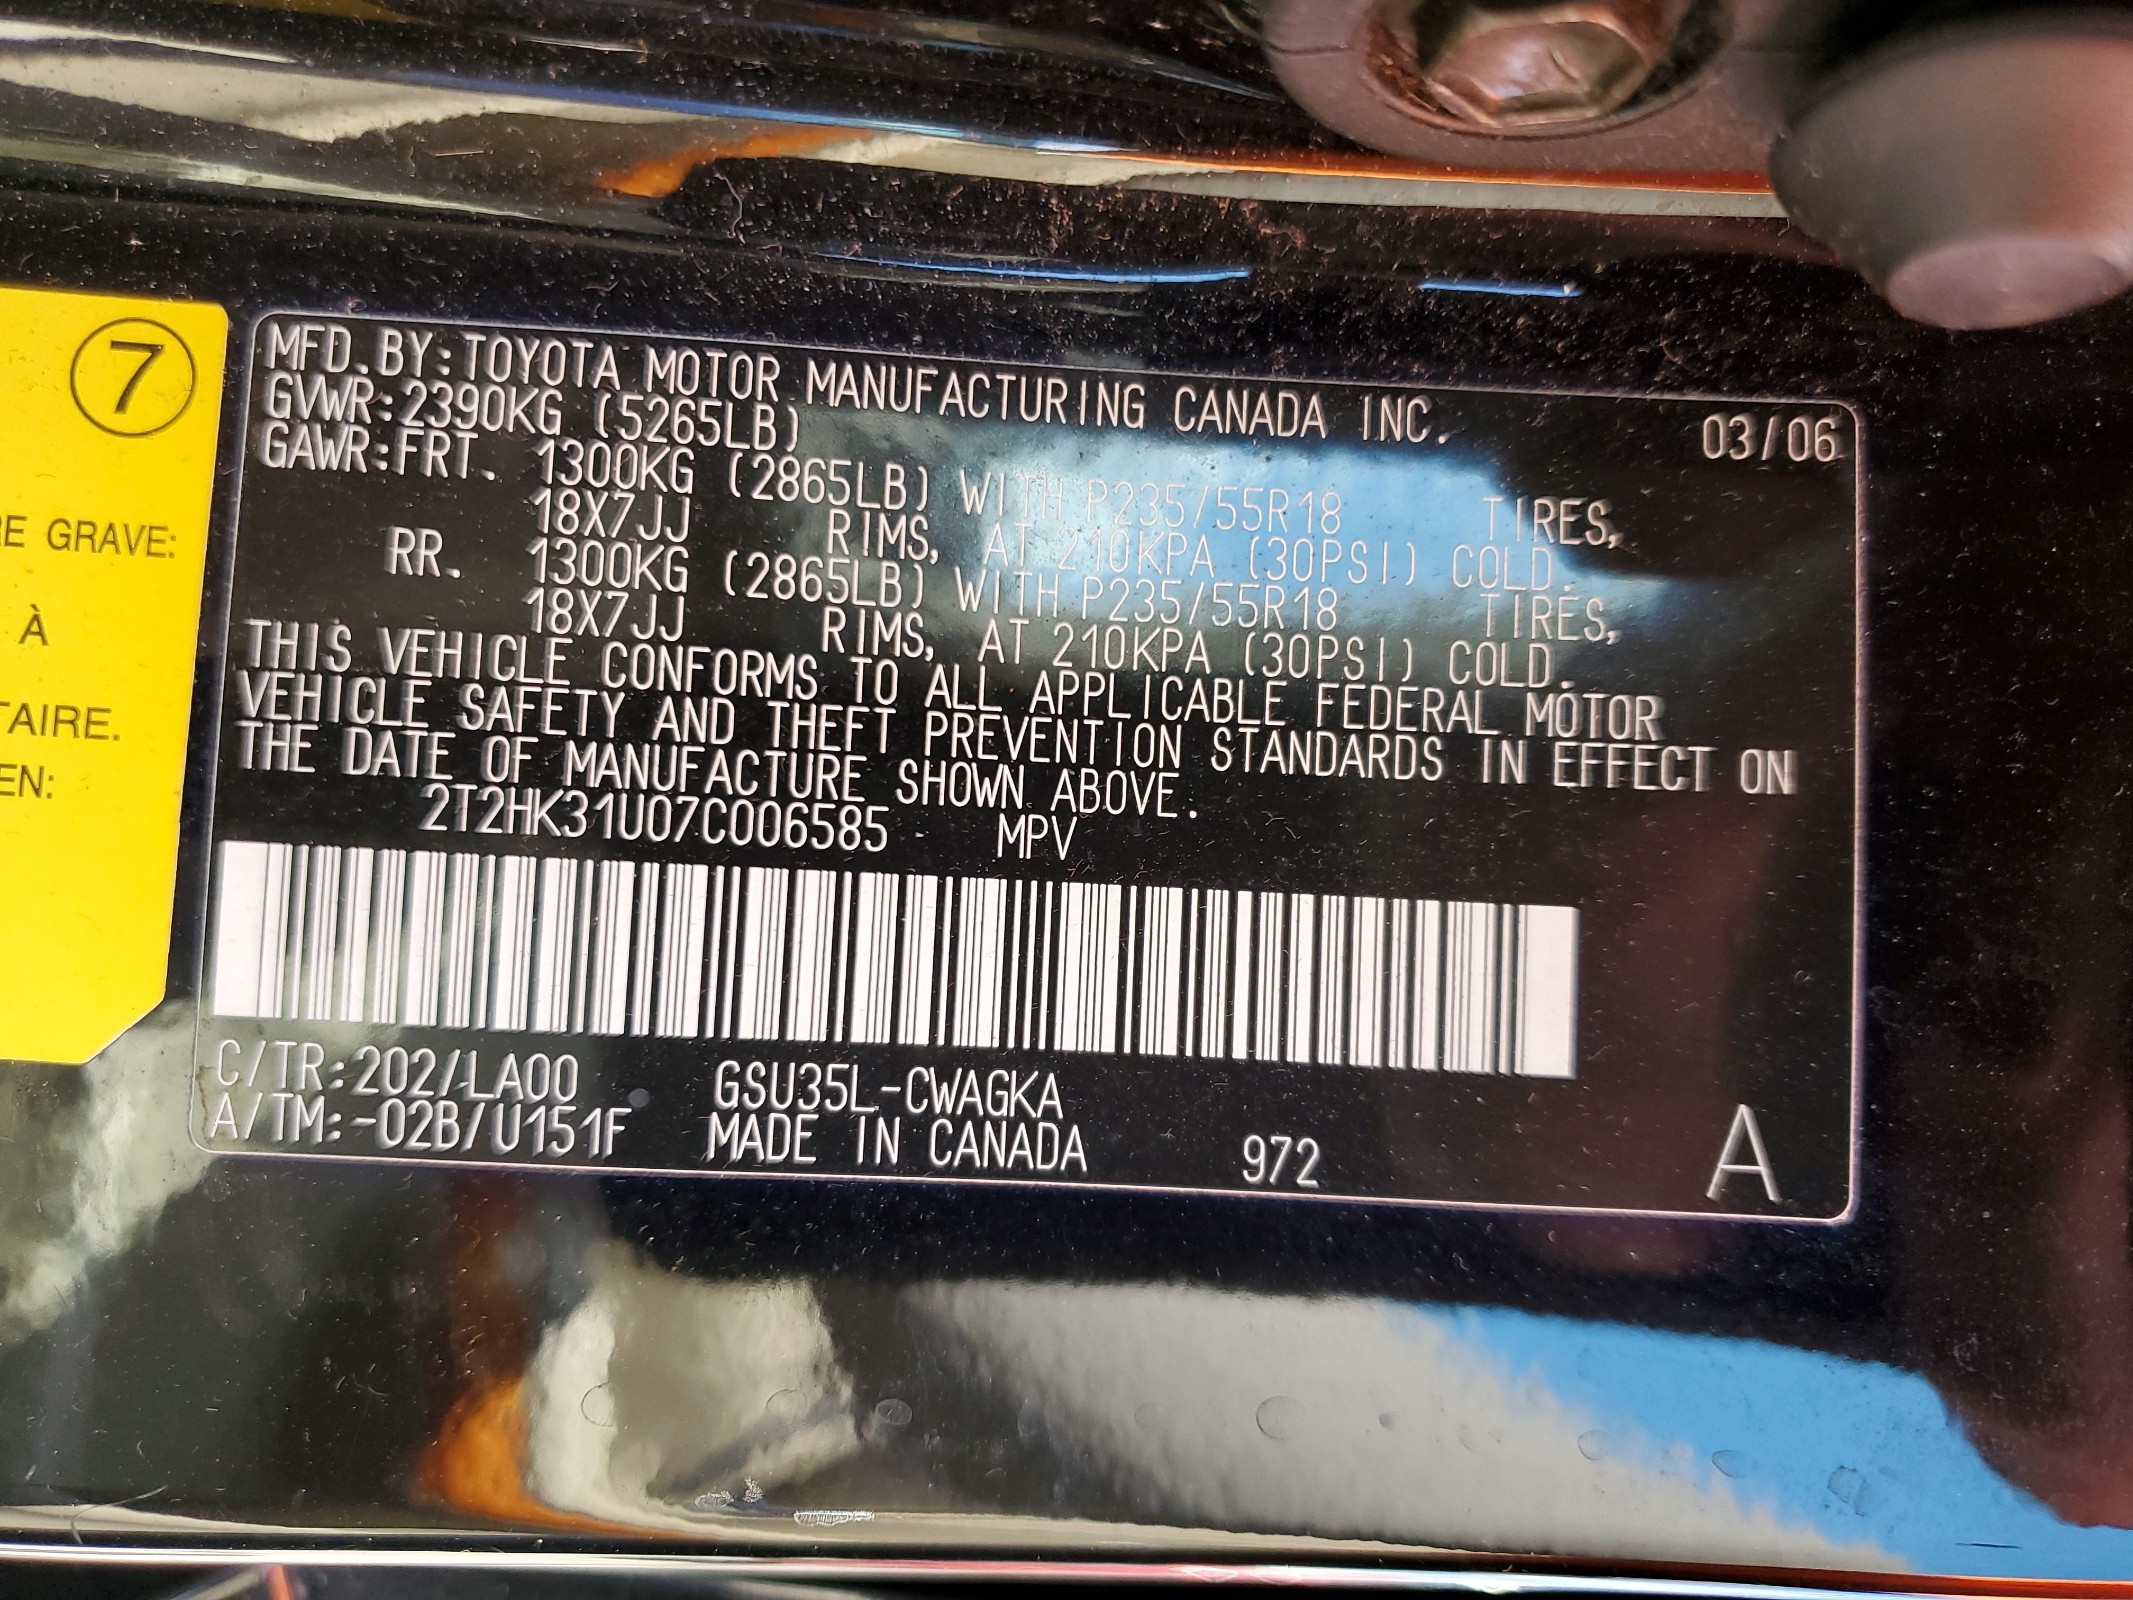 7
RE GRAVE:
À
TAIRE.
EN:
MFD.BY:TOYOTA MOTOR MANUFACTURING CANADA INC. 03/06
GVWR:2390KG (5265LB)
GAWR:FRT. 1300KG (2865LB) WITH P235/55R18 TIRES,
18X7JJ RIMS, AT 210KPA (30PSI) COLD.
RR. 1300KG (2865LB) WITH P235/55R18 TIRES,
18X7JJ RIMS, AT 210KPA (30PSI) COLD.
THIS VEHICLE CONFORMS TO ALL APPLICABLE FEDERAL MOTOR
VEHICLE SAFETY AND THEFT PREVENTION STANDARDS IN EFFECT ON
THE DATE OF MANUFACTURE SHOWN ABOVE.
2T2HK31U07C006585 MPV
C/TR:202/LA00 GSU35L-CWAGKA
A/TM:-02B/U151F MADE IN CANADA 972 A